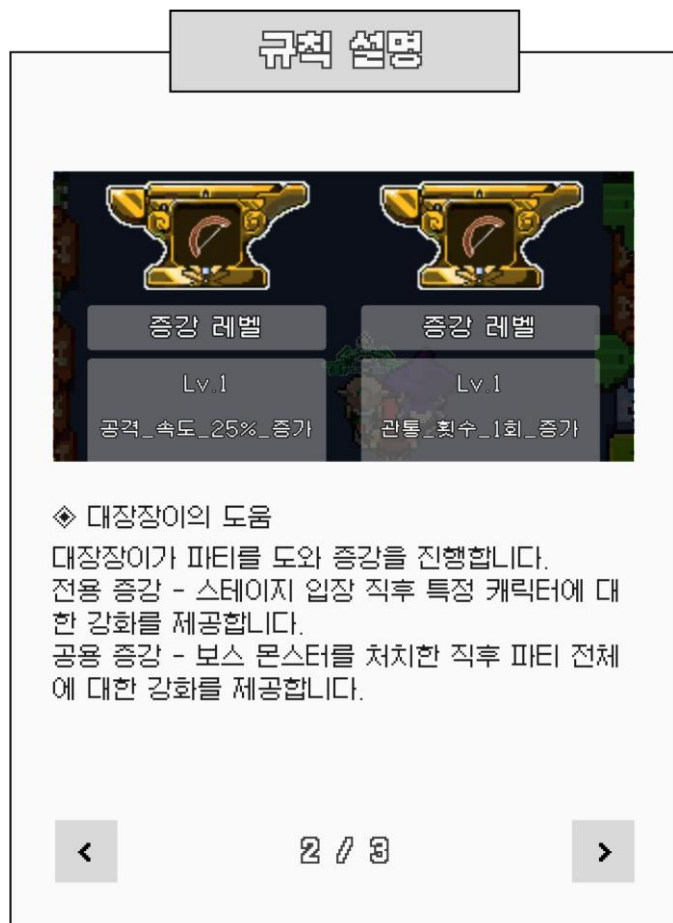 규칙 설명
증강 레벨
증강 레벨
Lv.1
공격_속도_25%_증가
Lv.1
관통_횟수_1회_증가
◈ 대장장이의 도움
대장장이가 파티를 도와 증강을 진행합니다.
전용 증강 - 스테이지 입장 직후 특정 캐릭터에 대
한 강화를 제공합니다.
공용 증강 - 보스 몬스터를 처치한 직후 파티 전체
에 대한 강화를 제공합니다.
< 2 / 3 >